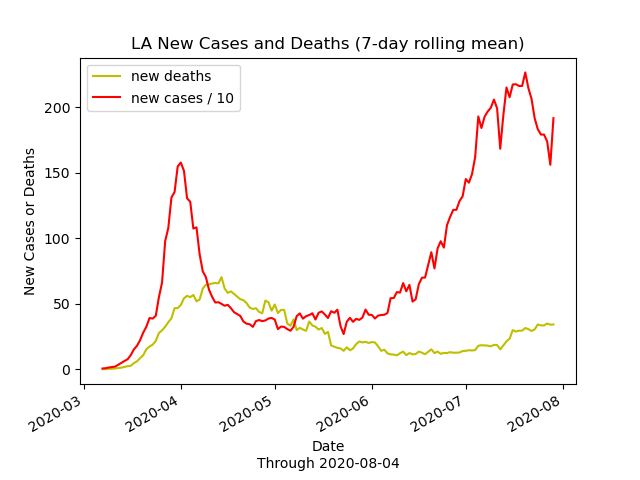 LA New Cases and Deaths (7-day rolling mean)
new deaths
new cases / 10
New Cases or Deaths
200
150
100
50
0
2020-03
2020-04
2020-05
2020-06
2020-07
2020-08
Date
Through 2020-08-04